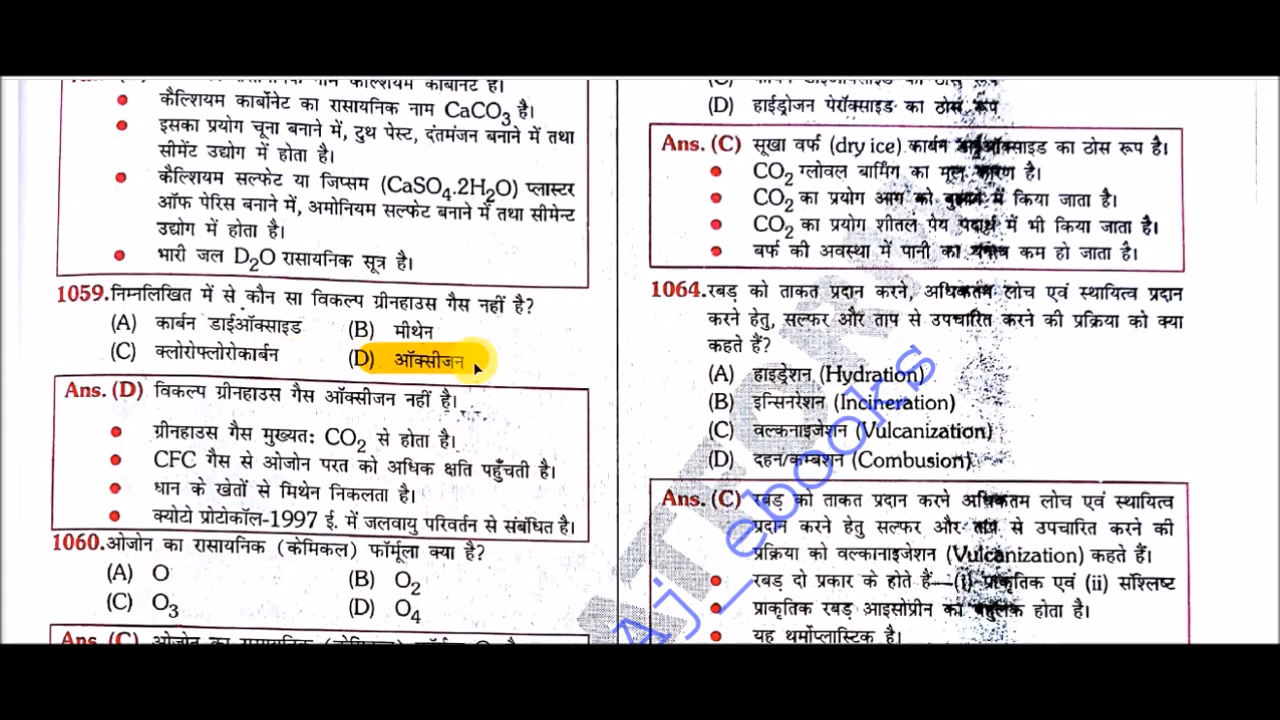 कैल्शियम कार्बोनेट का रासायनिक नाम CaCO3 है।
इसका प्रयोग चूना बनाने में, टुथ पेस्ट, दंतमंजन बनाने में तथा
सीमेंट उद्योग में होता है।
कैल्शियम सल्फेट या जिप्सम (CaSO4.2H2O) प्लास्टर
ऑफ पेरिस बनाने में, अमोनियम सल्फेट बनाने में तथा सीमेन्ट
उद्योग में होता है।
भारी जल D2O रासायनिक सूत्र है।
1059.निम्नलिखित में से कौन सा विकल्प ग्रीनहाउस गैस नहीं है?
(A) कार्बन डाईऑक्साइड (B) मीथेन
(C) क्लोरोफ्लोरोकार्बन (D) ऑक्सीजन
Ans. (D) विकल्प ग्रीनहाउस गैस ऑक्सीजन नहीं है।
ग्रीनहाउस गैस मुख्यतः CO2 से होता है।
CFC गैस से ओजोन परत को अधिक क्षति पहुँचती है।
धान के खेतों से मिथेन निकलता है।
क्योटो प्रोटोकॉल-1997 ई. में जलवायु परिवर्तन से संबंधित है।
1060.ओजोन का रासायनिक (केमिकल) फॉर्मूला क्या है?
(A) O (B) O2
(C) O3 (D) O4
(D) हाईड्रोजन पेरॉक्साइड का ठोस रूप
Ans. (C) सूखा वर्फ (dry ice) कार्बन डाईऑक्साइड का ठोस रूप है।
CO2 ग्लोवल बार्मिंग का मूल कारण है।
CO2 का प्रयोग आग को बुझाने में किया जाता है।
CO2 का प्रयोग शीतल पेय पदार्थ में भी किया जाता है।
बर्फ की अवस्था में पानी का घनत्व कम हो जाता है।
1064.रबड़ को ताकत प्रदान करने, अधिकतम लोच एवं स्थायित्व प्रदान
करने हेतु, सल्फर और ताप से उपचारित करने की प्रक्रिया को क्या
कहते हैं?
(A) हाइड्रेशन (Hydration)
(B) इन्सिनरेशन (Incineration)
(C) वल्कनाइजेशन (Vulcanization)
(D) दहन/कम्बशन (Combusion)
Ans. (C) रबड़ को ताकत प्रदान करने अधिकतम लोच एवं स्थायित्व
प्रदान करने हेतु सल्फर और ताप से उपचारित करने की
प्रक्रिया को वल्कानाइजेशन (Vulcanization) कहते हैं।
रबड़ दो प्रकार के होते हैं—(i) प्राकृतिक एवं (ii) संश्लिष्ट
प्राकृतिक रबड़ आइसोप्रीन का बहुलक होता है।
यह थर्मोप्लास्टिक है।
Aj_ebooks